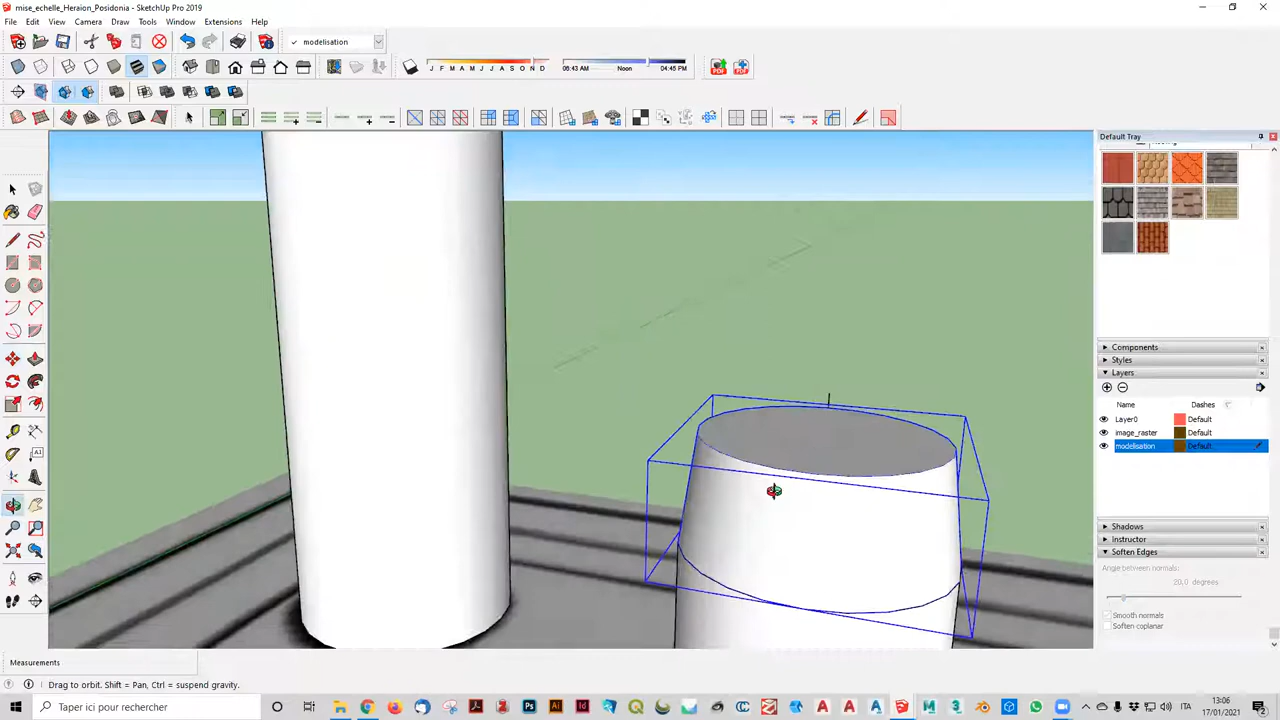 mise_echelle_Heraion_Posidonia - SketchUp Pro 2019
File Edit View Camera Draw Tools Window Extensions Help
modelisation
J F M A M J J A S O N D
06:43 AM Noon 04:45 PM
Default Tray
Components
Styles
Layers
Name Dashes
Layer0 Default
image_raster Default
modelisation Default
Shadows
Instructor
Soften Edges
Angle between normals:
20,0 degrees
Smooth normals
Soften coplanar
Measurements
Drag to orbit. Shift = Pan, Ctrl = suspend gravity.
Taper ici pour rechercher
ITA
13:06
17/01/2021